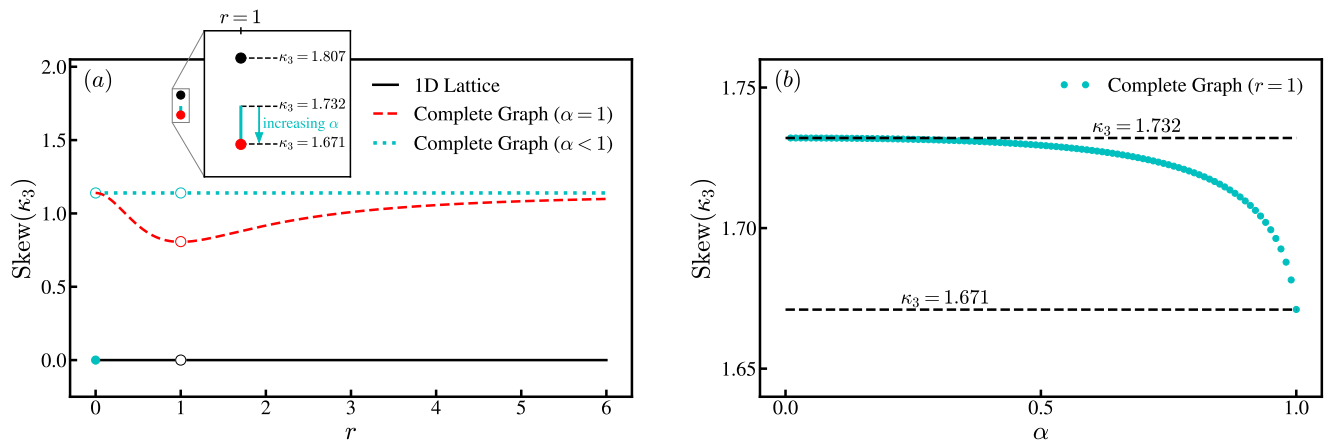 r = 1
κ₃ = 1.807
κ₃ = 1.732
increasing α
κ₃ = 1.671
(a)
1D Lattice
Complete Graph (α = 1)
Complete Graph (α < 1)
Skew(κ₃)
2.0
1.5
1.0
0.5
0.0
0 1 2 3 4 5 6
r
(b)
Complete Graph (r = 1)
κ₃ = 1.732
κ₃ = 1.671
Skew(κ₃)
1.75
1.70
1.65
0.0 0.5 1.0
α